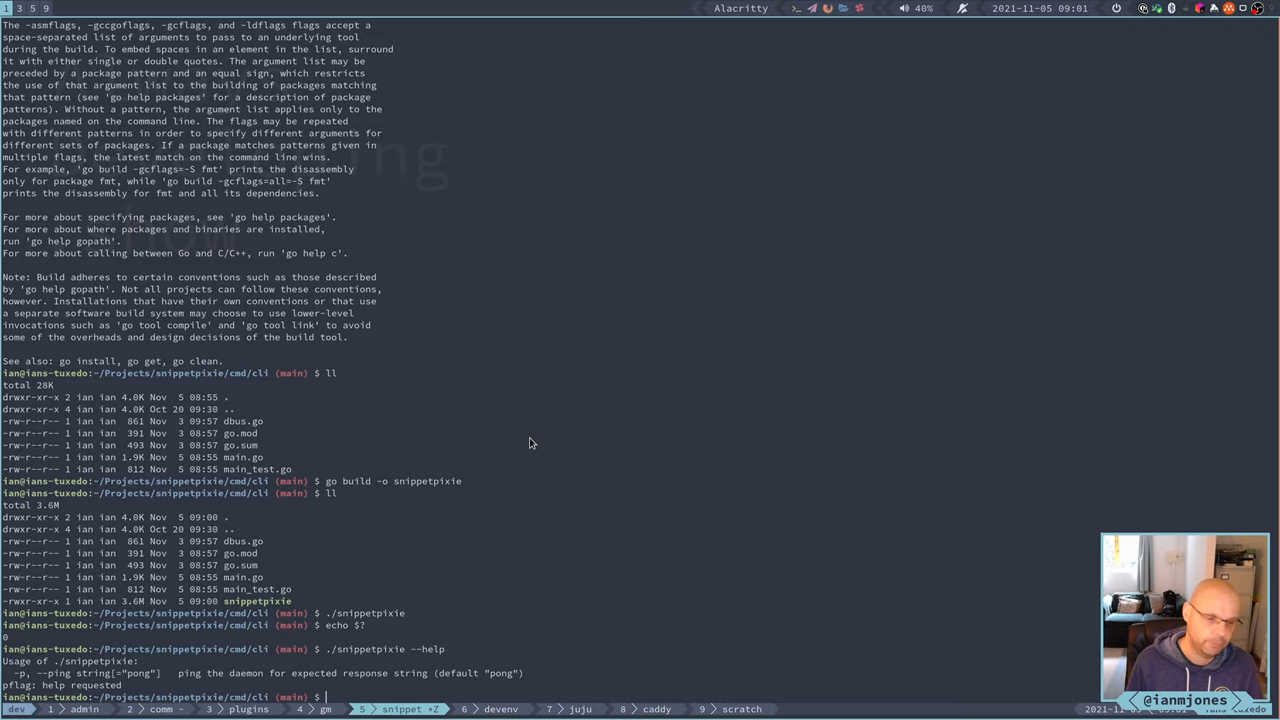 1 3 5 9 Alacritty 40% 2021-11-05 09:01
The -asmflags, -gccgoflags, -gcflags, and -ldflags flags accept a
space-separated list of arguments to pass to an underlying tool
during the build. To embed spaces in an element in the list, surround
it with either single or double quotes. The argument list may be
preceded by a package pattern and an equal sign, which restricts
the use of that argument list to the building of packages matching
that pattern (see 'go help packages' for a description of package
patterns). Without a pattern, the argument list applies only to the
packages named on the command line. The flags may be repeated
with different patterns in order to specify different arguments for
different sets of packages. If a package matches patterns given in
multiple flags, the latest match on the command line wins.
For example, 'go build -gcflags=-S fmt' prints the disassembly
only for package fmt, while 'go build -gcflags=all=-S fmt'
prints the disassembly for fmt and all its dependencies.
For more about specifying packages, see 'go help packages'.
For more about where packages and binaries are installed,
run 'go help gopath'.
For more about calling between Go and C/C++, run 'go help c'.
Note: Build adheres to certain conventions such as those described
by 'go help gopath'. Not all projects can follow these conventions,
however. Installations that have their own conventions or that use
a separate software build system may choose to use lower-level
invocations such as 'go tool compile' and 'go tool link' to avoid
some of the overheads and design decisions of the build tool.
See also: go install, go get, go clean.
ian@ians-tuxedo:~/Projects/snippetpixie/cmd/cli (main) $ ll
total 28K
drwxr-xr-x 2 ian ian 4.0K Nov  5 08:55 .
drwxr-xr-x 4 ian ian 4.0K Oct 20 09:30 ..
-rw-r--r-- 1 ian ian  861 Nov  3 09:57 dbus.go
-rw-r--r-- 1 ian ian  391 Nov  3 08:57 go.mod
-rw-r--r-- 1 ian ian  493 Nov  3 08:57 go.sum
-rw-r--r-- 1 ian ian 1.9K Nov  5 08:55 main.go
-rw-r--r-- 1 ian ian  812 Nov  5 08:55 main_test.go
ian@ians-tuxedo:~/Projects/snippetpixie/cmd/cli (main) $ go build -o snippetpixie
ian@ians-tuxedo:~/Projects/snippetpixie/cmd/cli (main) $ ll
total 3.6M
drwxr-xr-x 2 ian ian 4.0K Nov  5 09:00 .
drwxr-xr-x 4 ian ian 4.0K Oct 20 09:30 ..
-rw-r--r-- 1 ian ian  861 Nov  3 09:57 dbus.go
-rw-r--r-- 1 ian ian  391 Nov  3 08:57 go.mod
-rw-r--r-- 1 ian ian  493 Nov  3 08:57 go.sum
-rw-r--r-- 1 ian ian 1.9K Nov  5 08:55 main.go
-rw-r--r-- 1 ian ian  812 Nov  5 08:55 main_test.go
-rwxr-xr-x 1 ian ian 3.6M Nov  5 09:00 snippetpixie
ian@ians-tuxedo:~/Projects/snippetpixie/cmd/cli (main) $ ./snippetpixie
ian@ians-tuxedo:~/Projects/snippetpixie/cmd/cli (main) $ echo $?
0
ian@ians-tuxedo:~/Projects/snippetpixie/cmd/cli (main) $ ./snippetpixie --help
Usage of ./snippetpixie:
-p, --ping string[="pong"]   ping the daemon for expected response string (default "pong")
pflag: help requested
ian@ians-tuxedo:~/Projects/snippetpixie/cmd/cli (main) $
@ianmjones
dev 1 admin 2 comm - 3 plugins 4 gm 5 snippet *Z 6 devenv 7 juju 8 caddy 9 scratch